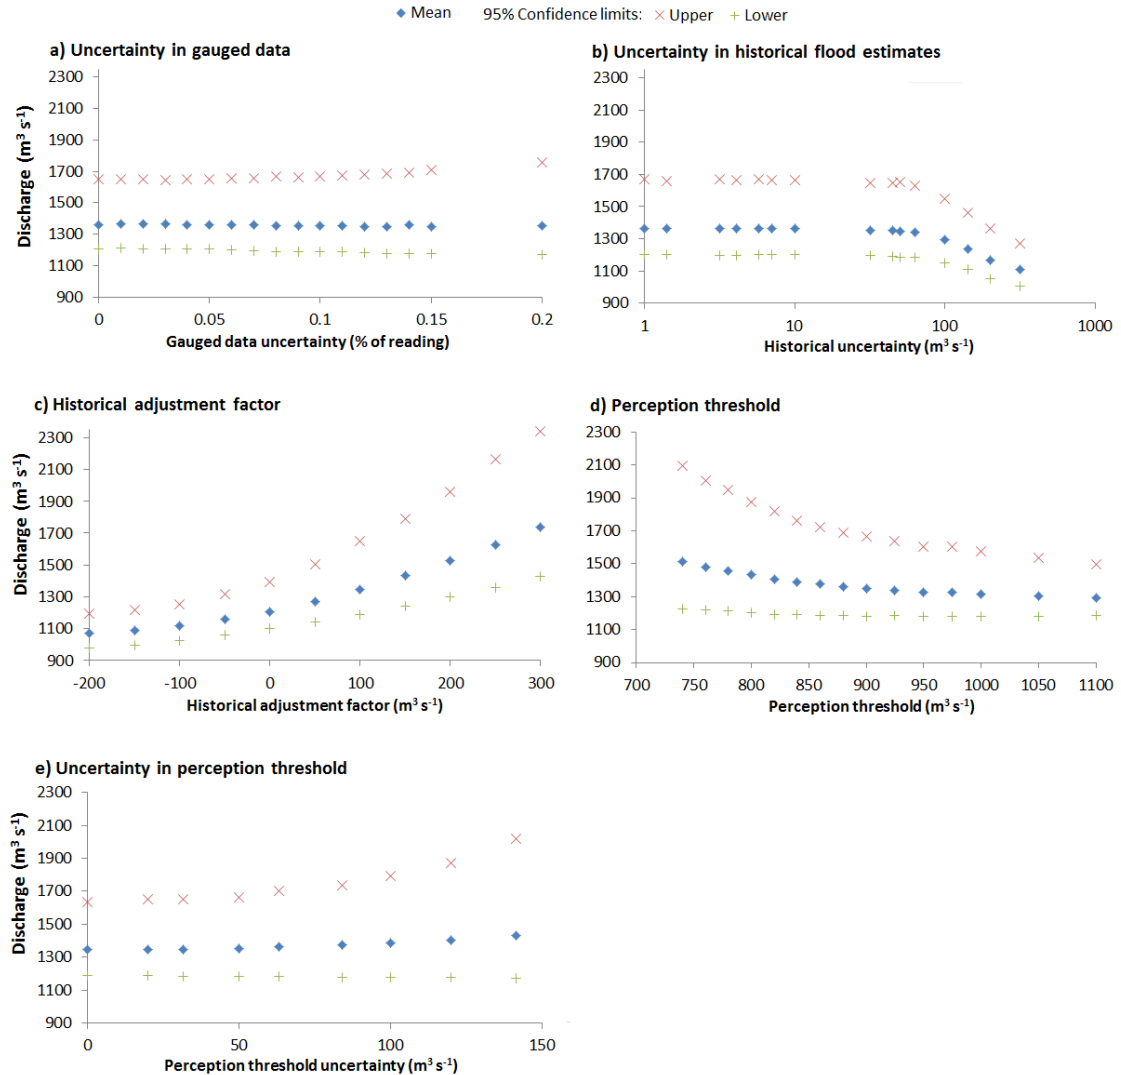 Mean 95% Confidence limits: Upper Lower
a) Uncertainty in gauged data
2300
2100
1900
1700
1500
1300
1100
900
Discharge (m³ s⁻¹)
0 0.05 0.1 0.15 0.2
Gauged data uncertainty (% of reading)
b) Uncertainty in historical flood estimates
2300
2100
1900
1700
1500
1300
1100
900
1 10 100 1000
Historical uncertainty (m³ s⁻¹)
c) Historical adjustment factor
2300
2100
1900
1700
1500
1300
1100
900
Discharge (m³ s⁻¹)
-200 -100 0 100 200 300
Historical adjustment factor (m³ s⁻¹)
d) Perception threshold
2300
2100
1900
1700
1500
1300
1100
900
700 750 800 850 900 950 1000 1050 1100
Perception threshold (m³ s⁻¹)
e) Uncertainty in perception threshold
2300
2100
1900
1700
1500
1300
1100
900
Discharge (m³ s⁻¹)
0 50 100 150
Perception threshold uncertainty (m³ s⁻¹)